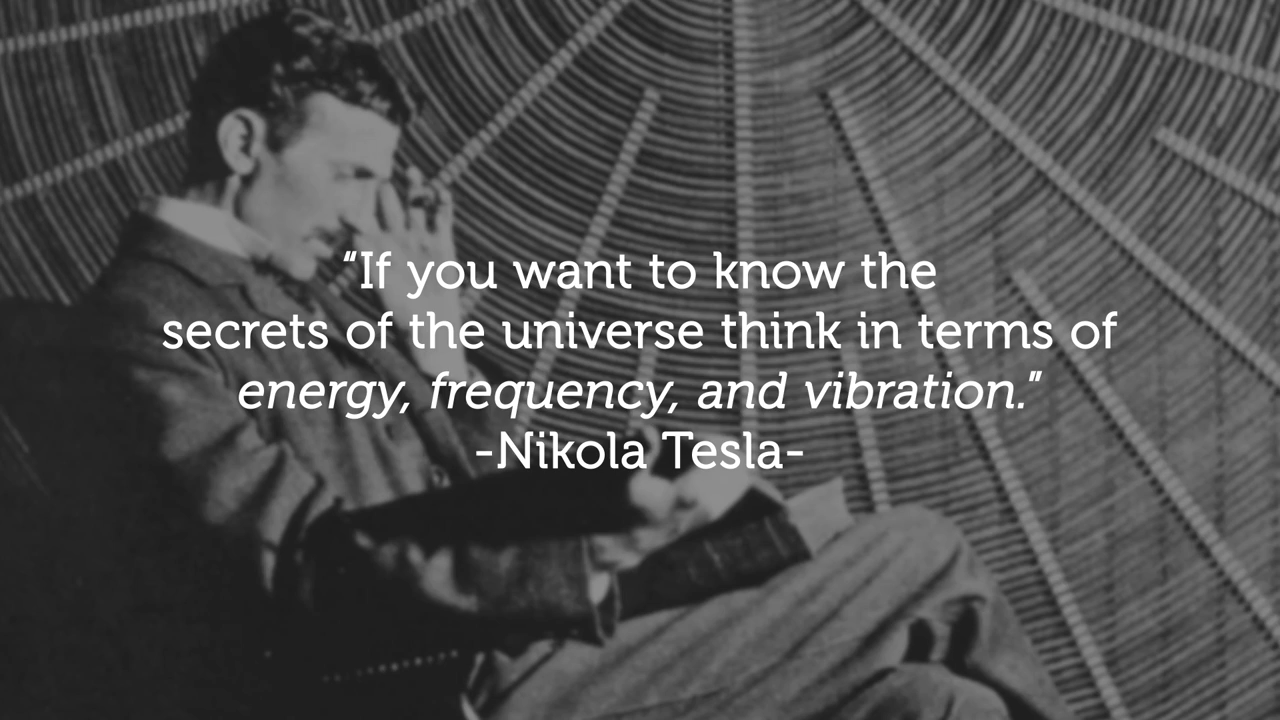 “If you want to know the
secrets of the universe think in terms of
energy, frequency, and vibration.”
-Nikola Tesla-